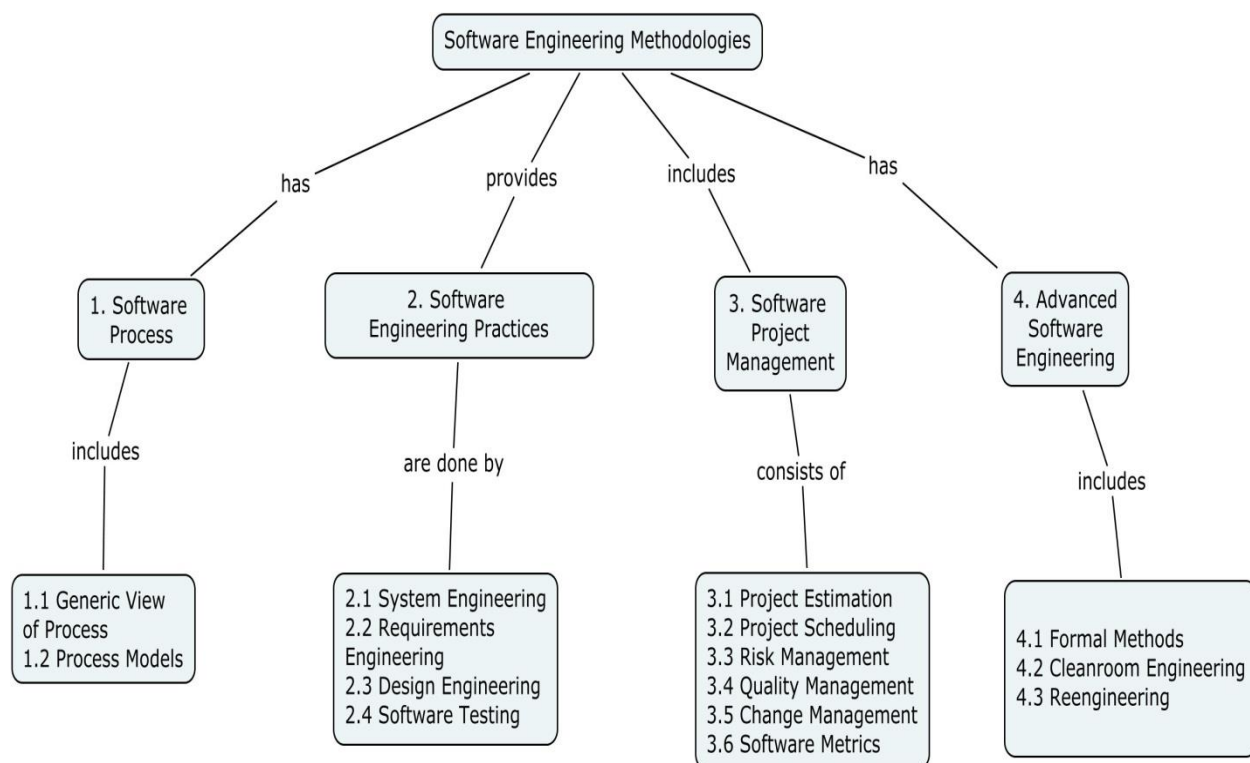 Software Engineering Methodologies
has
provides
includes
has
1. Software
Process
2. Software
Engineering Practices
3. Software
Project
Management
4. Advanced
Software
Engineering
includes
are done by
consists of
includes
1.1 Generic View
of Process
1.2 Process Models
2.1 System Engineering
2.2 Requirements
Engineering
2.3 Design Engineering
2.4 Software Testing
3.1 Project Estimation
3.2 Project Scheduling
3.3 Risk Management
3.4 Quality Management
3.5 Change Management
3.6 Software Metrics
4.1 Formal Methods
4.2 Cleanroom Engineering
4.3 Reengineering